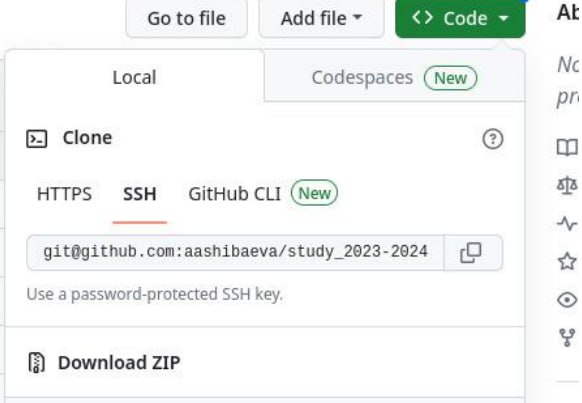 Go to file Add file <> Code Ab
Local Codespaces New
No
Clone
pr
HTTPS SSH GitHub CLI New
git@github.com:aashibaeva/study_2023-2024
Use a password-protected SSH key.
Download ZIP